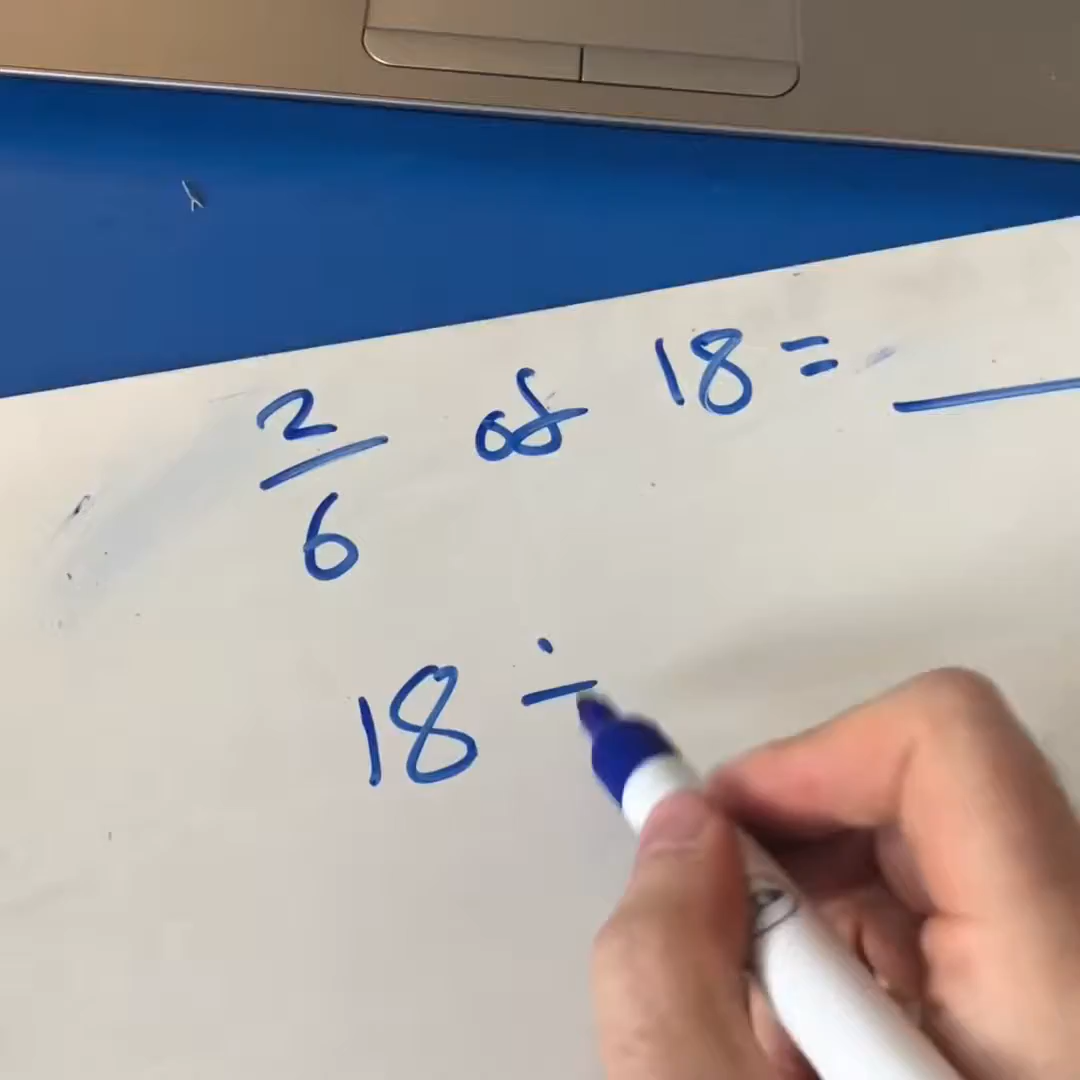 2/6 of 18 = ___
18 ÷